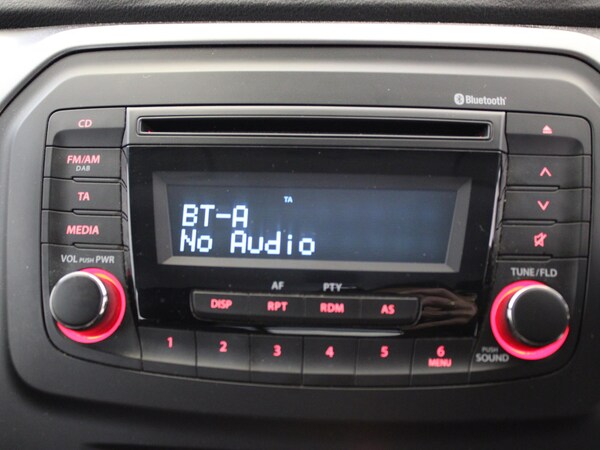 Bluetooth
CD
FM/AM
DAB
TA
MEDIA
VOL PUSH PWR
TA
BT-A
No Audio
AF
PTY
DISP
RPT
RDM
AS
1
2
3
4
5
6
MENU
TUNE/FLD
PUSH
SOUND